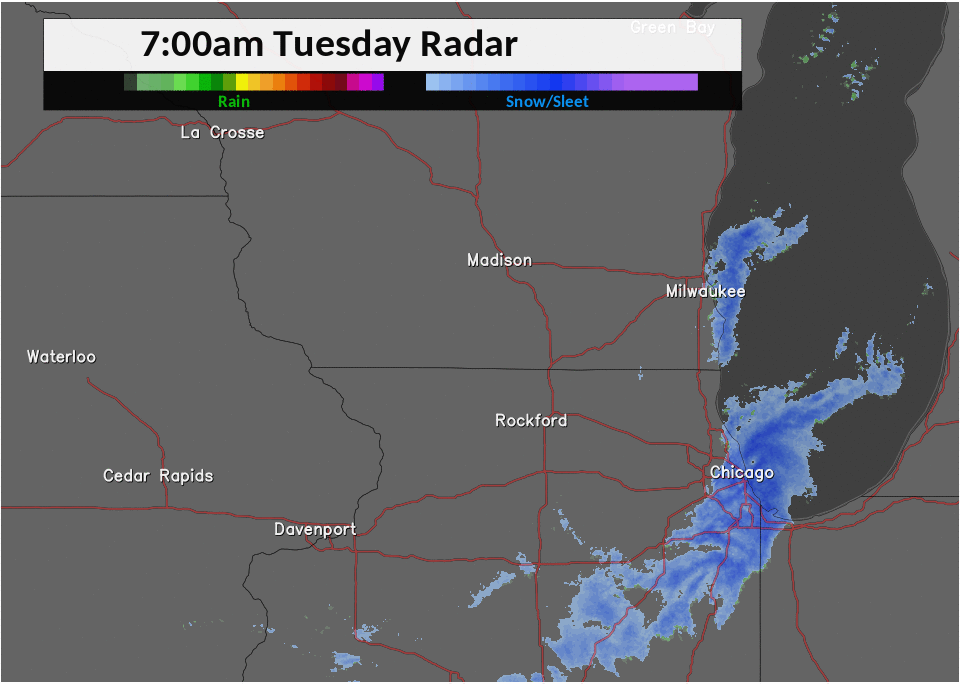 Green Bay
7:00am Tuesday Radar
Rain
Snow/Sleet
La Crosse
Madison
Milwaukee
Waterloo
Rockford
Cedar Rapids
Chicago
Davenport